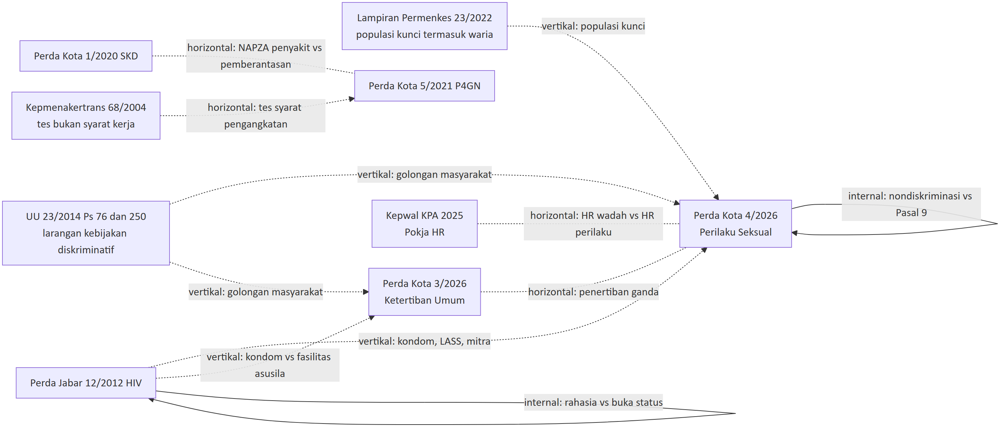 Lampiran Permenkes 23/2022
populasi kunci termasuk waria
vertikal: populasi kunci
Perda Kota 1/2020 SKD
horizontal: NAPZA penyakit vs
pemberantasan
Perda Kota 5/2021 P4GN
Kepmenakertrans 68/2004
tes bukan syarat kerja
horizontal: tes syarat
pengangkatan
vertikal: golongan masyarakat
UU 23/2014 Ps 76 dan 250
larangan kebijakan
diskriminatif
Kepwal KPA 2025
Pokja HR
horizontal: HR wadah vs HR
perilaku
Perda Kota 4/2026
Perilaku Seksual
internal: nondiskriminasi vs
Pasal 9
vertikal: golongan masyarakat
Perda Kota 3/2026
Ketertiban Umum
horizontal: penertiban ganda
vertikal: kondom, LASS, mitra
vertikal: kondom vs fasilitas
asusila
Perda Jabar 12/2012 HIV
internal: rahasia vs buka status